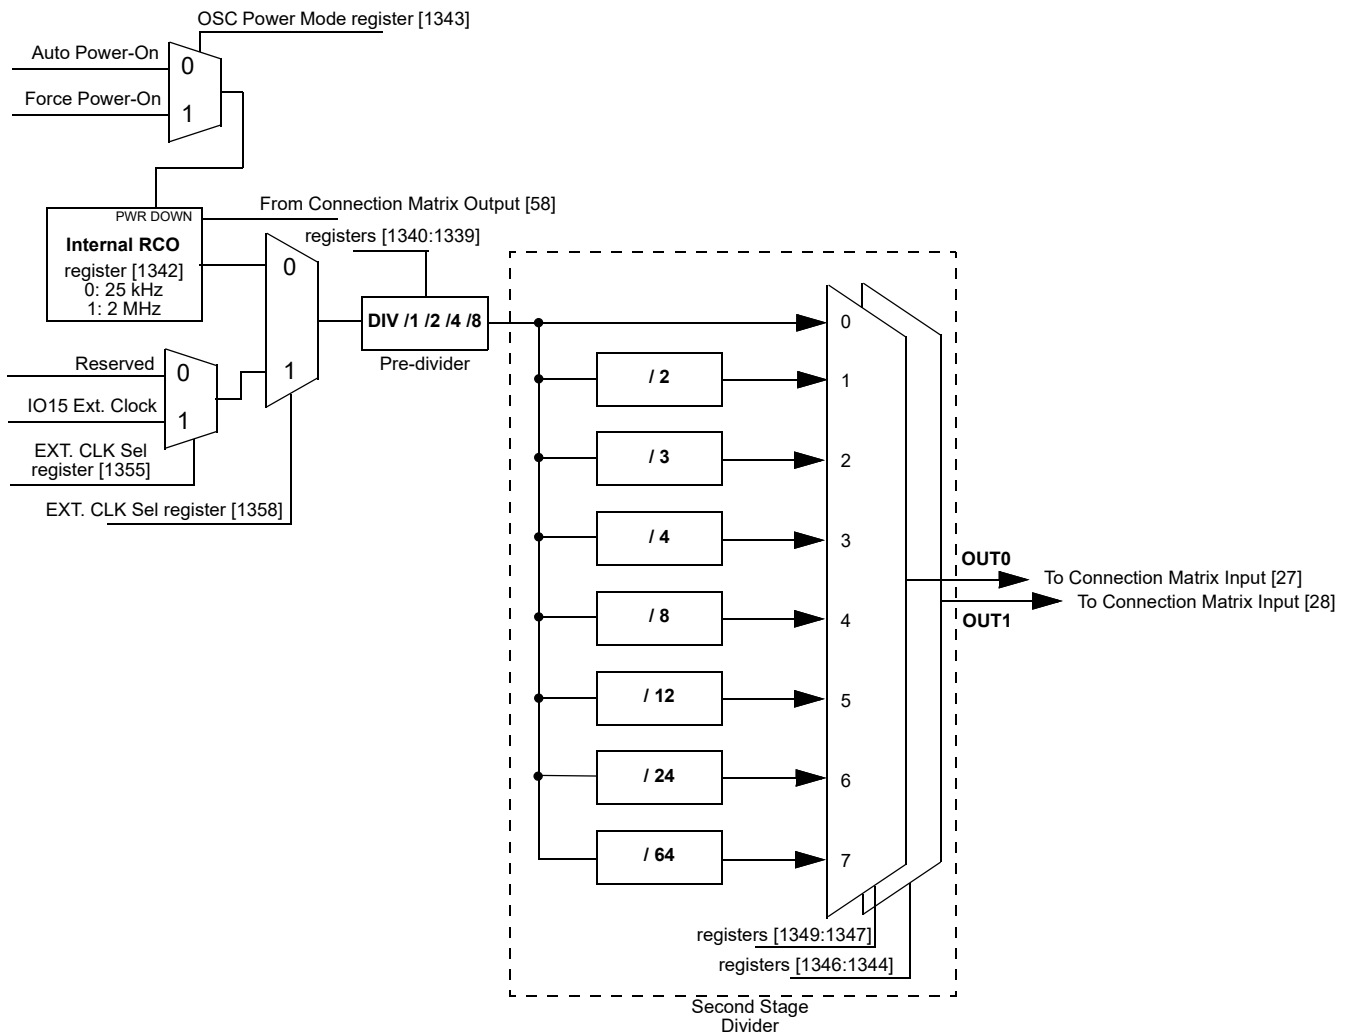 OSC Power Mode register [1343]
Auto Power-On
0
Force Power-On
1
PWR DOWN
From Connection Matrix Output [58]
Internal RCO
register [1342]
0: 25 kHz
1: 2 MHz
registers [1340:1339]
0
1
DIV /1 /2 /4 /8
Pre-divider
Reserved
0
IO15 Ext. Clock
1
EXT. CLK Sel
register [1355]
EXT. CLK Sel register [1358]
0
/ 2
1
/ 3
2
/ 4
3
/ 8
4
/ 12
5
/ 24
6
/ 64
7
OUT0
To Connection Matrix Input [27]
To Connection Matrix Input [28]
OUT1
registers [1349:1347]
registers [1346:1344]
Second Stage
Divider